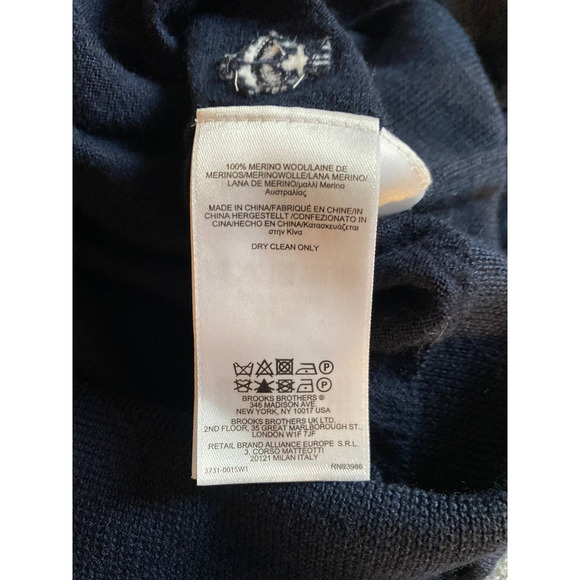 100% MERINO WOOL/LAINE DE
MERINOS/MERINOWOLLE/LANA MERINO/
LANA DE MERINO/μαλλί Merino
Αυστραλίας
MADE IN CHINA/FABRIQUÉ EN CHINE/IN
CHINA HERGESTELLT /CONFEZIONATO IN
CINA/HECHO EN CHINA/Κατασκευάζεται
στην Κίνα
DRY CLEAN ONLY
P
P
BROOKS BROTHERS ®
346 MADISON AVE.
NEW YORK, NY 10017 USA
BROOKS BROTHERS UK LTD.
2ND FLOOR, 35 GREAT MARLBOROUGH ST.,
LONDON W1F 7JF
RETAIL BRAND ALLIANCE EUROPE S.R.L.
3, CORSO MATTEOTTI
20121 MILAN ITALY
3731-0015W1 RN93966